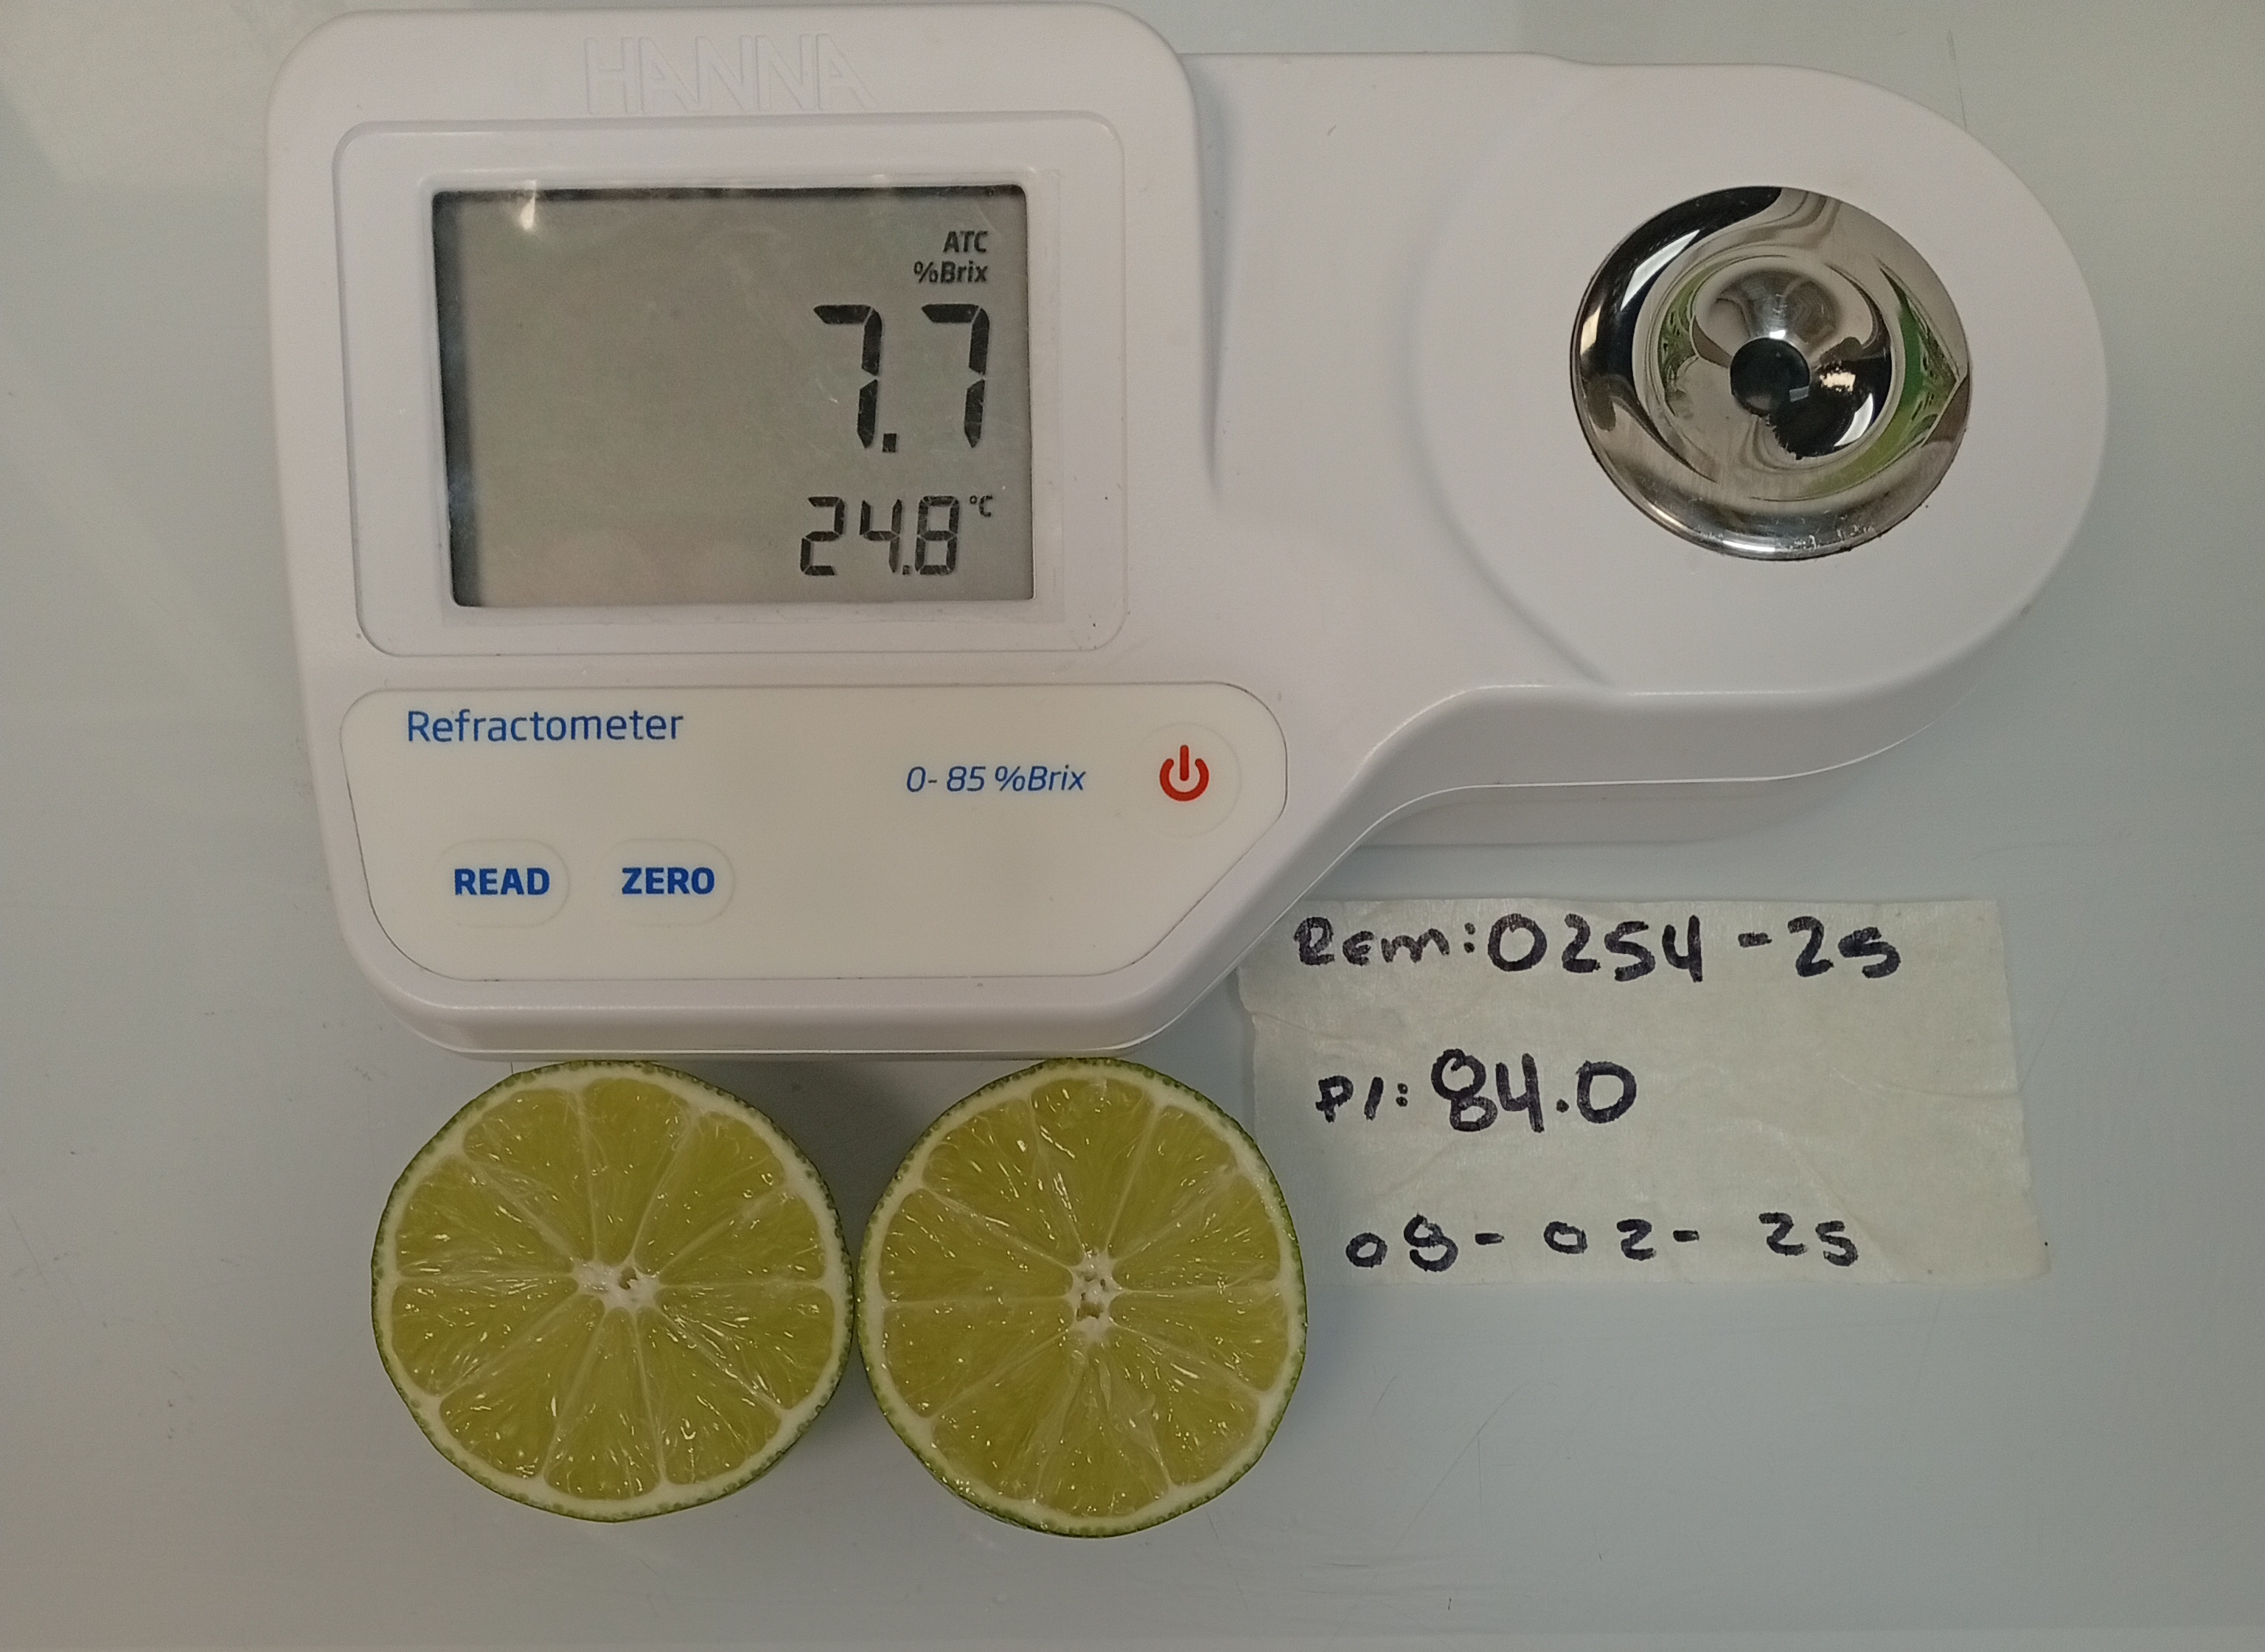 HANNA
ATC
%Brix
7.7
24.8 °C
Refractometer
0-85 %Brix
READ ZERO
Rem: 0254-25
P1: 84.0
09-02-25